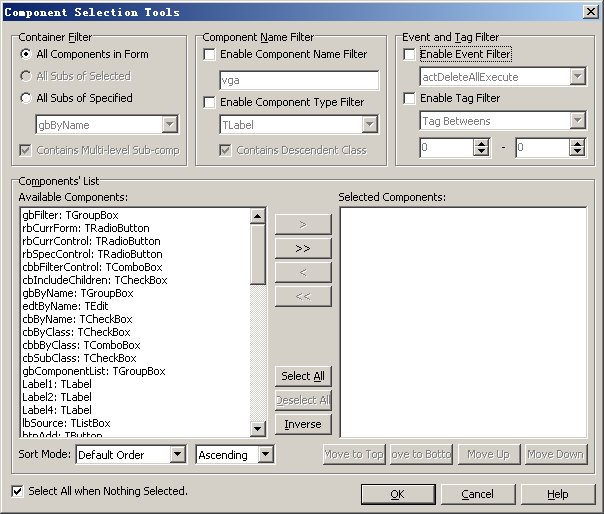 Component Selection Tools
Container Filter
All Components in Form
All Subs of Selected
All Subs of Specified
gbByName
Contains Multi-level Sub-comp
Component Name Filter
Enable Component Name Filter
vga
Enable Component Type Filter
TLabel
Contains Descendent Class
Event and Tag Filter
Enable Event Filter
actDeleteAllExecute
Enable Tag Filter
Tag Betweens
0 - 0
Components' List
Available Components:
gbFilter: TGroupBox
rbCurrForm: TRadioButton
rbCurrControl: TRadioButton
rbSpecControl: TRadioButton
cbbFilterControl: TComboBox
cbIncludeChildren: TCheckBox
gbByName: TGroupBox
edtByName: TEdit
cbByName: TCheckBox
cbByClass: TCheckBox
cbbByClass: TComboBox
cbSubClass: TCheckBox
gbComponentList: TGroupBox
Label1: TLabel
Label2: TLabel
Label4: TLabel
lbSource: TListBox
btnAdd: TButton
>
>>
<
<<
Select All
Deselect All
Inverse
Selected Components:
Sort Mode: Default Order Ascending
Move to Top ove to Botto Move Up Move Down
Select All when Nothing Selected.
OK Cancel Help